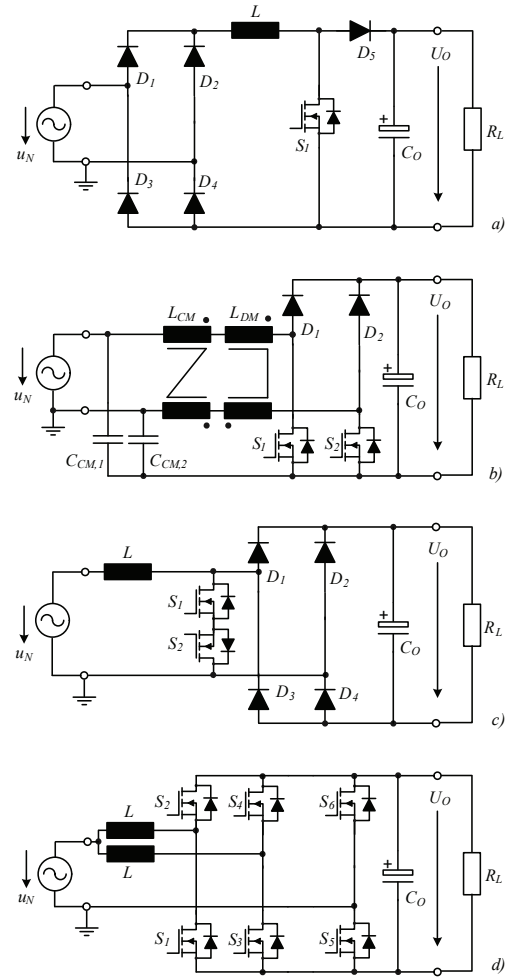 L
D5
UO
D1
D2
S1
+
CO
RL
uN
D3
D4
a)
LCM
LDM
D1
D2
UO
+
CO
RL
uN
S1
S2
CCM,1
CCM,2
b)
L
D1
D2
UO
S1
S2
+
CO
RL
uN
D3
D4
c)
S2
S4
S6
UO
L
L
+
CO
RL
uN
S1
S3
S5
d)